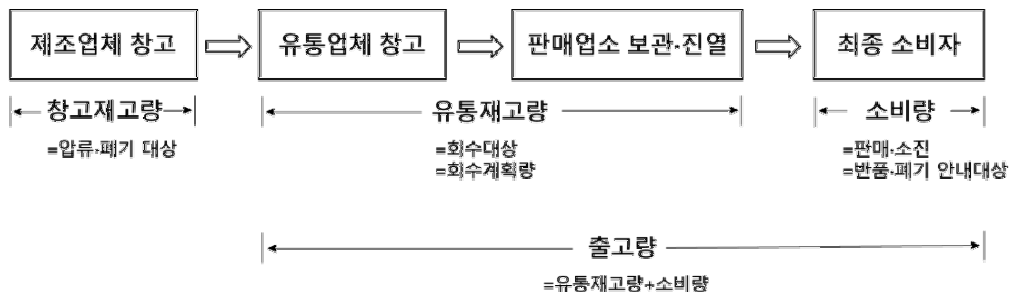 제조업체 창고
유통업체 창고
판매업소 보관·진열
최종 소비자
창고재고량
유통재고량
소비량
=압류·폐기 대상
=회수대상
=회수계획량
=판매·소진
=반품·폐기 안내대상
출고량
=유통재고량+소비량